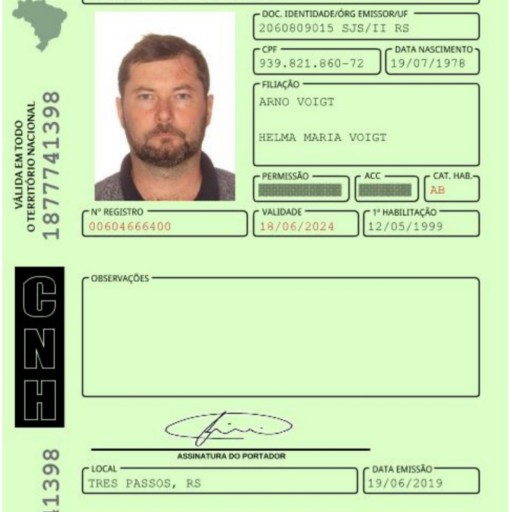 DOC. IDENTIDADE/ÓRG EMISSOR/UF
2060809015 SJS/II RS
CPF
939.821.860-72
DATA NASCIMENTO
19/07/1978
FILIAÇÃO
ARNO VOIGT
HELMA MARIA VOIGT
PERMISSÃO
ACC
CAT. HAB.
AB
Nº REGISTRO
00604666400
VALIDADE
18/06/2024
1ª HABILITAÇÃO
12/05/1999
VÁLIDA EM TODO
O TERRITÓRIO NACIONAL
18777741398
OBSERVAÇÕES
CNH
ASSINATURA DO PORTADOR
LOCAL
TRES PASSOS, RS
DATA EMISSÃO
19/06/2019
41398